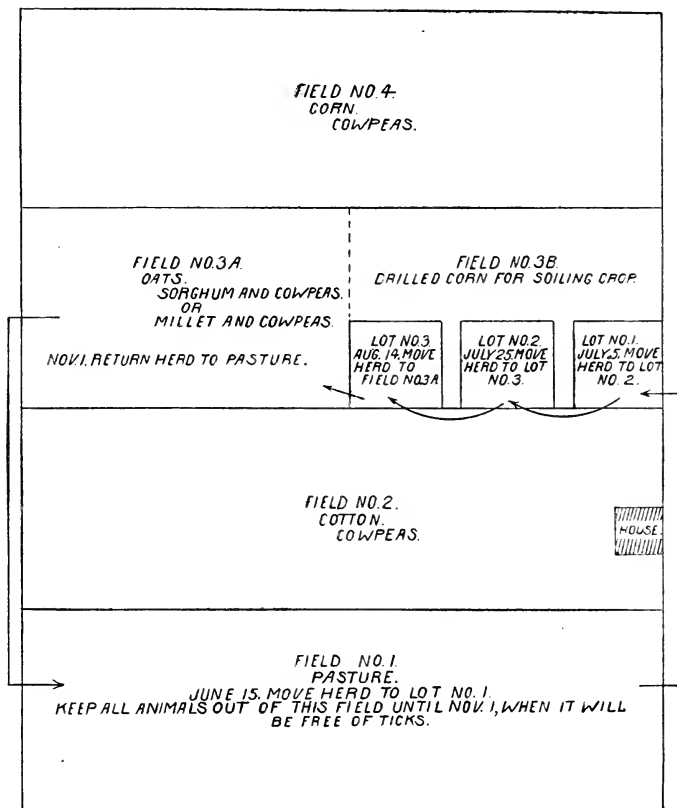 FIELD NO. 4.
CORN.
COWPEAS.
FIELD NO. 3A.
OATS.
SORGHUM AND COWPEAS.
OR
MILLET AND COWPEAS.
NOV. 1. RETURN HERD TO PASTURE.
FIELD NO. 3B.
DRILLED CORN FOR SOILING CROP.
LOT NO. 3.
AUG. 14, MOVE
HERD TO
FIELD NO. 3A
LOT NO. 2.
JULY 25, MOVE
HERD TO LOT
NO. 3.
LOT NO. 1.
JULY 5, MOVE
HERD TO LOT
NO. 2.
FIELD NO. 2.
COTTON.
COWPEAS.
HOUSE.
FIELD NO. 1.
PASTURE.
JUNE 15. MOVE HERD TO LOT NO. 1.
KEEP ALL ANIMALS OUT OF THIS FIELD UNTIL NOV. 1, WHEN IT WILL
BE FREE OF TICKS.